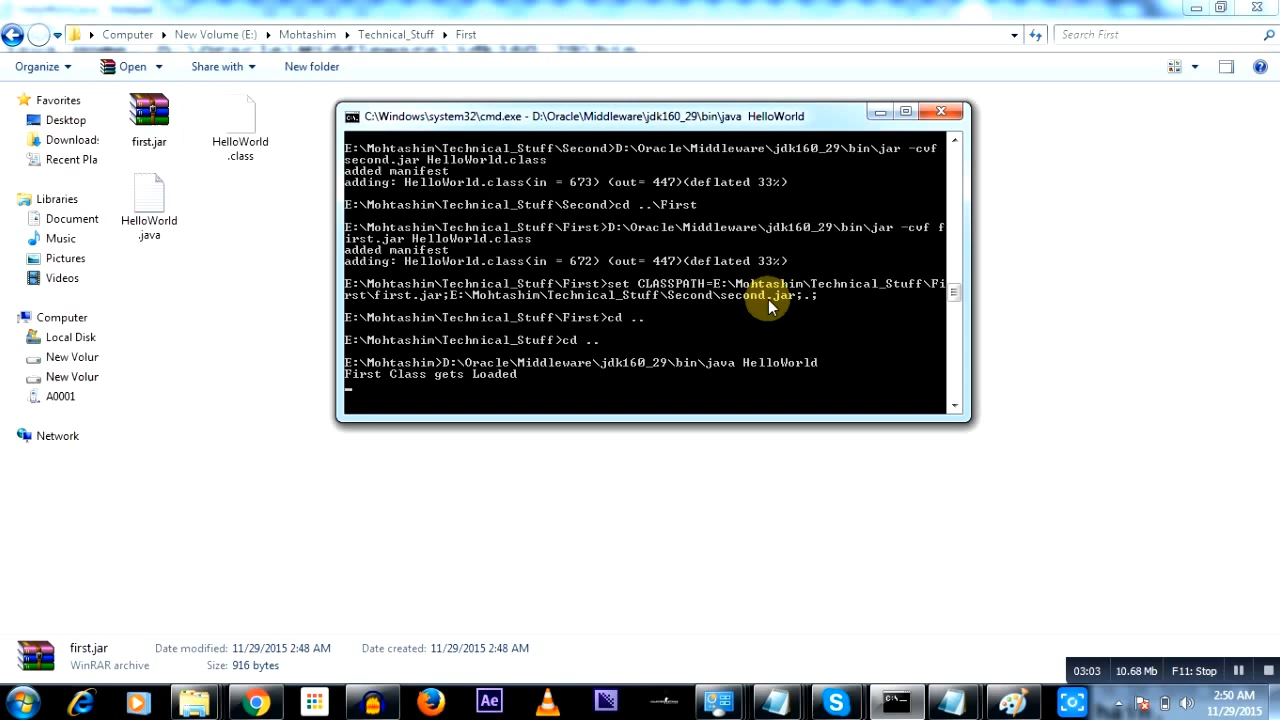 Computer ▸ New Volume (E:) ▸ Mohtashim ▸ Technical_Stuff ▸ First
Search First
Organize Open Share with New folder
Favorites
Desktop
Downloads
Recent Pla
Libraries
Document
Music
Pictures
Videos
Computer
Local Disk
New Volur
New Volur
A0001
Network
first.jar
HelloWorld
.class
HelloWorld
.java
C:\Windows\system32\cmd.exe - D:\Oracle\Middleware\jdk160_29\bin\java HelloWorld
E:\Mohtashim\Technical_Stuff\Second>D:\Oracle\Middleware\jdk160_29\bin\jar -cvf
second.jar HelloWorld.class
added manifest
adding: HelloWorld.class(in = 673) (out= 447)(deflated 33%)
E:\Mohtashim\Technical_Stuff\Second>cd ..\First
E:\Mohtashim\Technical_Stuff\First>D:\Oracle\Middleware\jdk160_29\bin\jar -cvf f
irst.jar HelloWorld.class
added manifest
adding: HelloWorld.class(in = 672) (out= 447)(deflated 33%)
E:\Mohtashim\Technical_Stuff\First>set CLASSPATH=E:\Mohtashim\Technical_Stuff\Fi
rst\first.jar;E:\Mohtashim\Technical_Stuff\Second\second.jar;.;
E:\Mohtashim\Technical_Stuff\First>cd ..
E:\Mohtashim\Technical_Stuff>cd ..
E:\Mohtashim>D:\Oracle\Middleware\jdk160_29\bin\java HelloWorld
First Class gets Loaded
first.jar Date modified: 11/29/2015 2:48 AM Date created: 11/29/2015 2:48 AM
WinRAR archive Size: 916 bytes
03:03 10.68 Mb F11: Stop
Ae
2:50 AM
11/29/2015